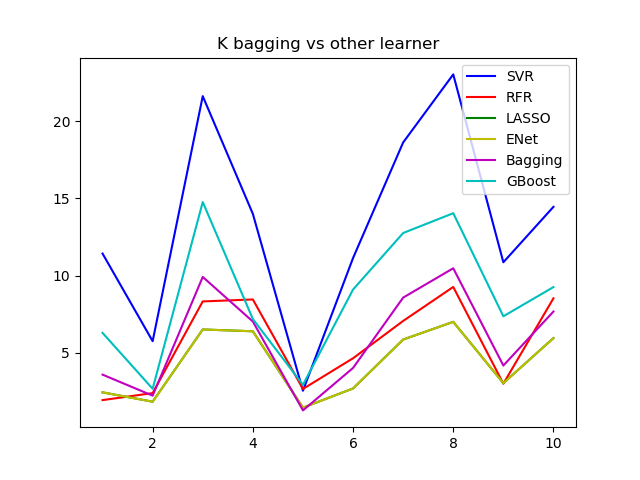 K bagging vs other learner
SVR
RFR
LASSO
ENet
Bagging
GBoost
20
15
10
5
2 4 6 8 10